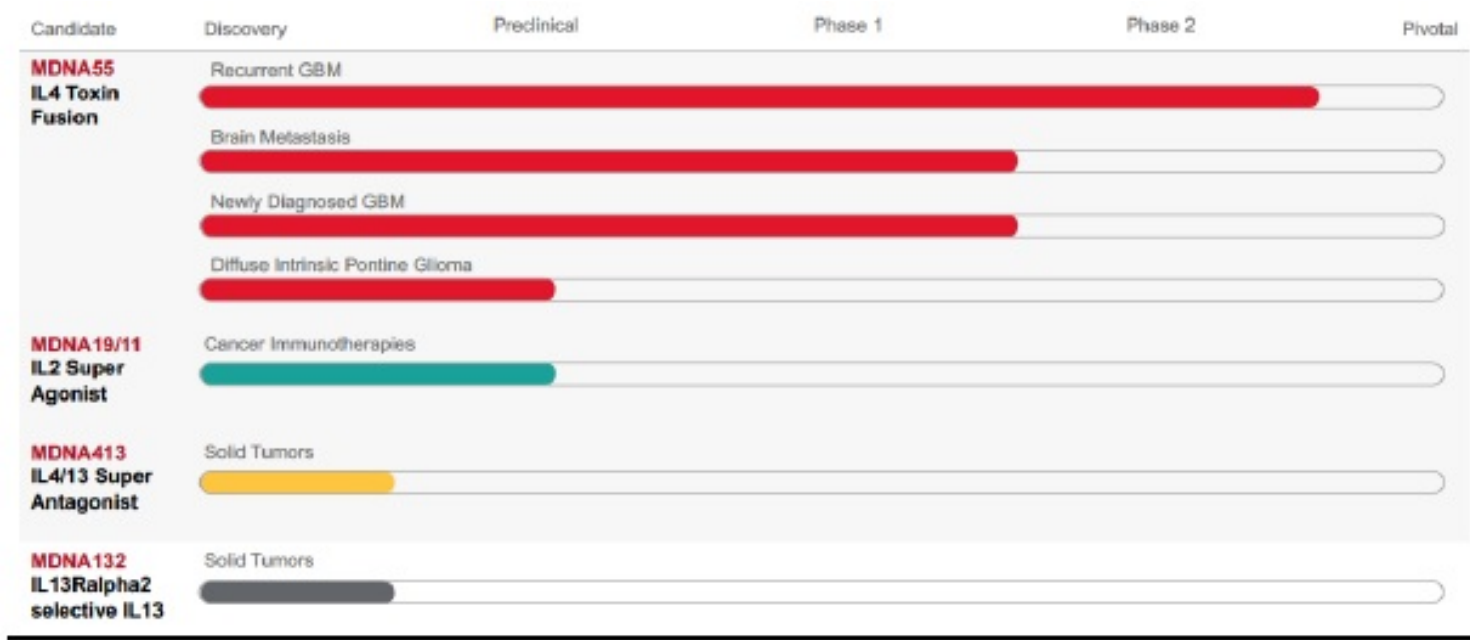 Candidate Discovery Preclinical Phase 1 Phase 2 Pivotal
MDNA55
IL4 Toxin
Fusion
Recurrent GBM
Brain Metastasis
Newly Diagnosed GBM
Diffuse Intrinsic Pontine Glioma
MDNA19/11
IL2 Super
Agonist
Cancer Immunotherapies
MDNA413
IL4/13 Super
Antagonist
Solid Tumors
MDNA132
IL13Ralpha2
selective IL13
Solid Tumors